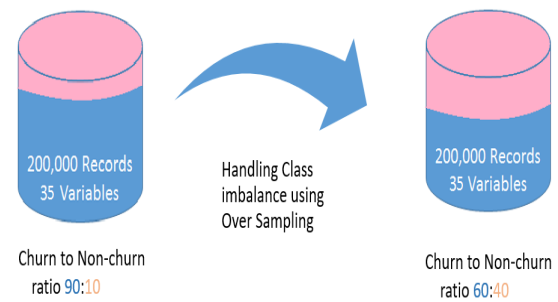 200,000 Records
35 Variables
Churn to Non-churn
ratio 90:10
Handling Class
imbalance using
Over Sampling
200,000 Records
35 Variables
Churn to Non-churn
ratio 60:40